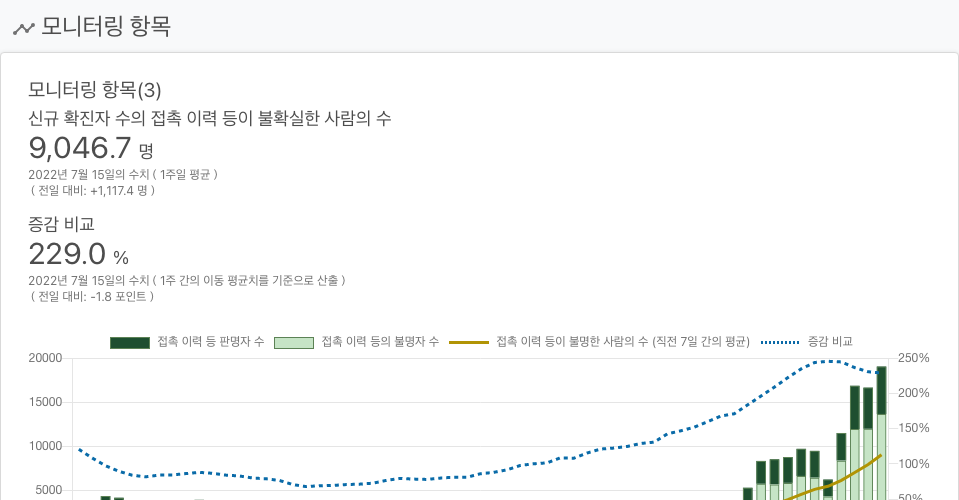 모니터링 항목
모니터링 항목(3)
신규 확진자 수의 접촉 이력 등이 불확실한 사람의 수
9,046.7 명
2022년 7월 15일의 수치 ( 1주일 평균 )
( 전일 대비: +1,117.4 명 )
증감 비교
229.0 %
2022년 7월 15일의 수치 ( 1주 간의 이동 평균치를 기준으로 산출 )
( 전일 대비: -1.8 포인트 )
접촉 이력 등 판명자 수 접촉 이력 등의 불명자 수 접촉 이력 등이 불명한 사람의 수 (직전 7일 간의 평균) 증감 비교
20000 250%
200%
15000
150%
10000
100%
5000
50%